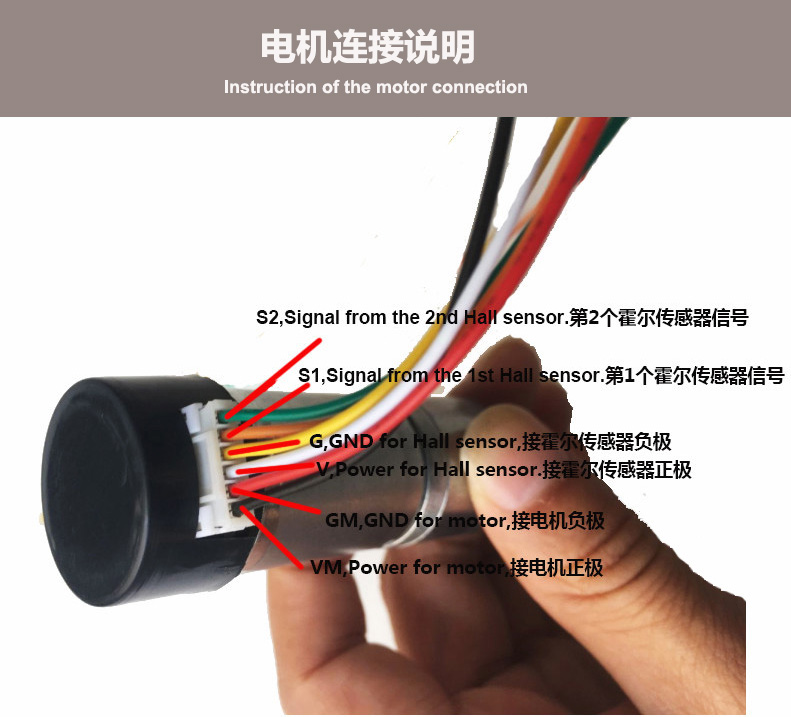 电机连接说明
Instruction of the motor connection
S2,Signal from the 2nd Hall sensor.第2个霍尔传感器信号
S1,Signal from the 1st Hall sensor.第1个霍尔传感器信号
G,GND for Hall sensor,接霍尔传感器负极
V,Power for Hall sensor.接霍尔传感器正极
GM,GND for motor,接电机负极
VM,Power for motor,接电机正极